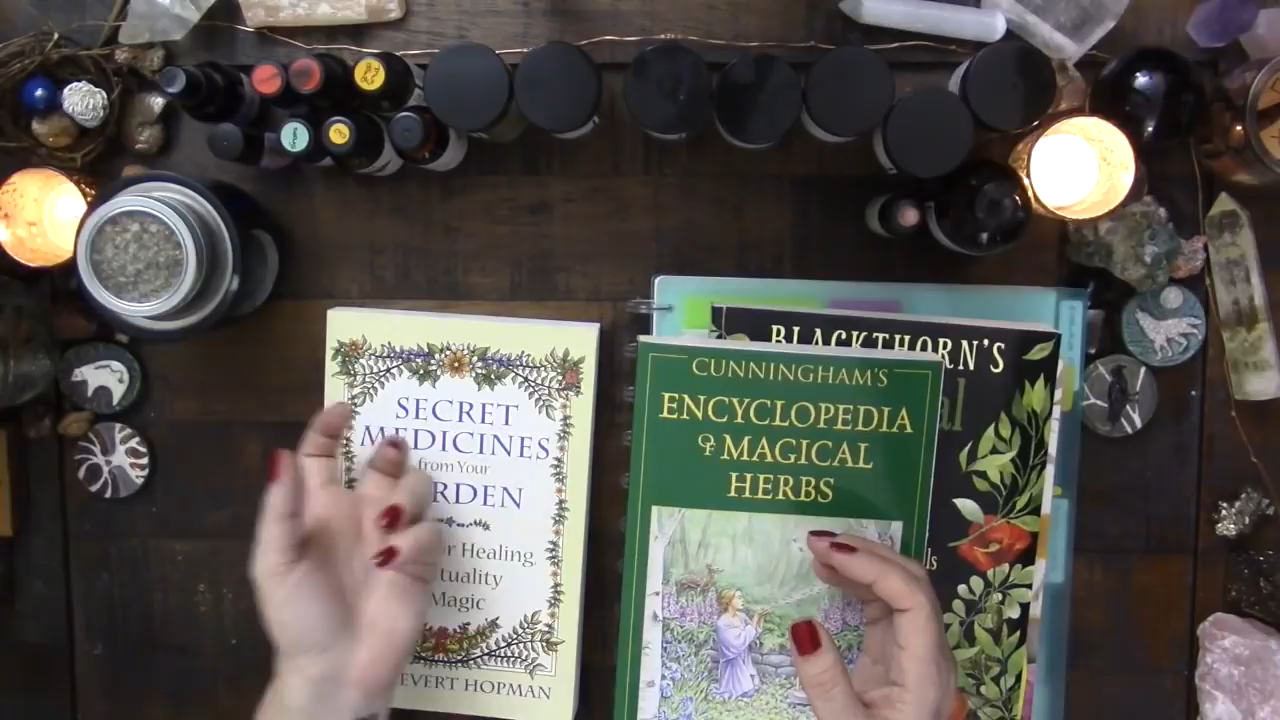 SECRET
MEDICINES
from Your
RDEN
r Healing,
tuality
Magic
EVERT HOPMAN
BLACKTHORN'S
al
ls
CUNNINGHAM'S
ENCYCLOPEDIA
of MAGICAL
HERBS